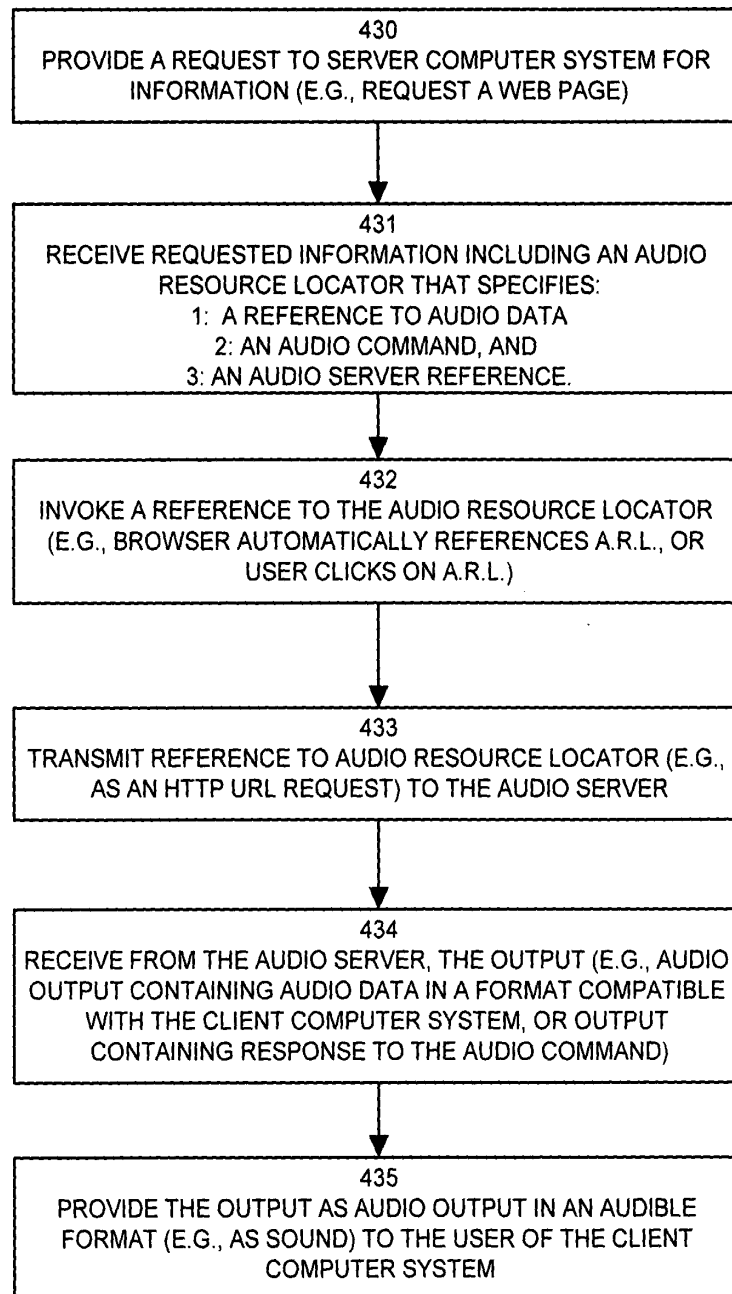 430
PROVIDE A REQUEST TO SERVER COMPUTER SYSTEM FOR
INFORMATION (E.G., REQUEST A WEB PAGE)
431
RECEIVE REQUESTED INFORMATION INCLUDING AN AUDIO
RESOURCE LOCATOR THAT SPECIFIES:
1: A REFERENCE TO AUDIO DATA
2: AN AUDIO COMMAND, AND
3: AN AUDIO SERVER REFERENCE.
432
INVOKE A REFERENCE TO THE AUDIO RESOURCE LOCATOR
(E.G., BROWSER AUTOMATICALLY REFERENCES A.R.L., OR
USER CLICKS ON A.R.L.)
433
TRANSMIT REFERENCE TO AUDIO RESOURCE LOCATOR (E.G.,
AS AN HTTP URL REQUEST) TO THE AUDIO SERVER
434
RECEIVE FROM THE AUDIO SERVER, THE OUTPUT (E.G., AUDIO
OUTPUT CONTAINING AUDIO DATA IN A FORMAT COMPATIBLE
WITH THE CLIENT COMPUTER SYSTEM, OR OUTPUT
CONTAINING RESPONSE TO THE AUDIO COMMAND)
435
PROVIDE THE OUTPUT AS AUDIO OUTPUT IN AN AUDIBLE
FORMAT (E.G., AS SOUND) TO THE USER OF THE CLIENT
COMPUTER SYSTEM